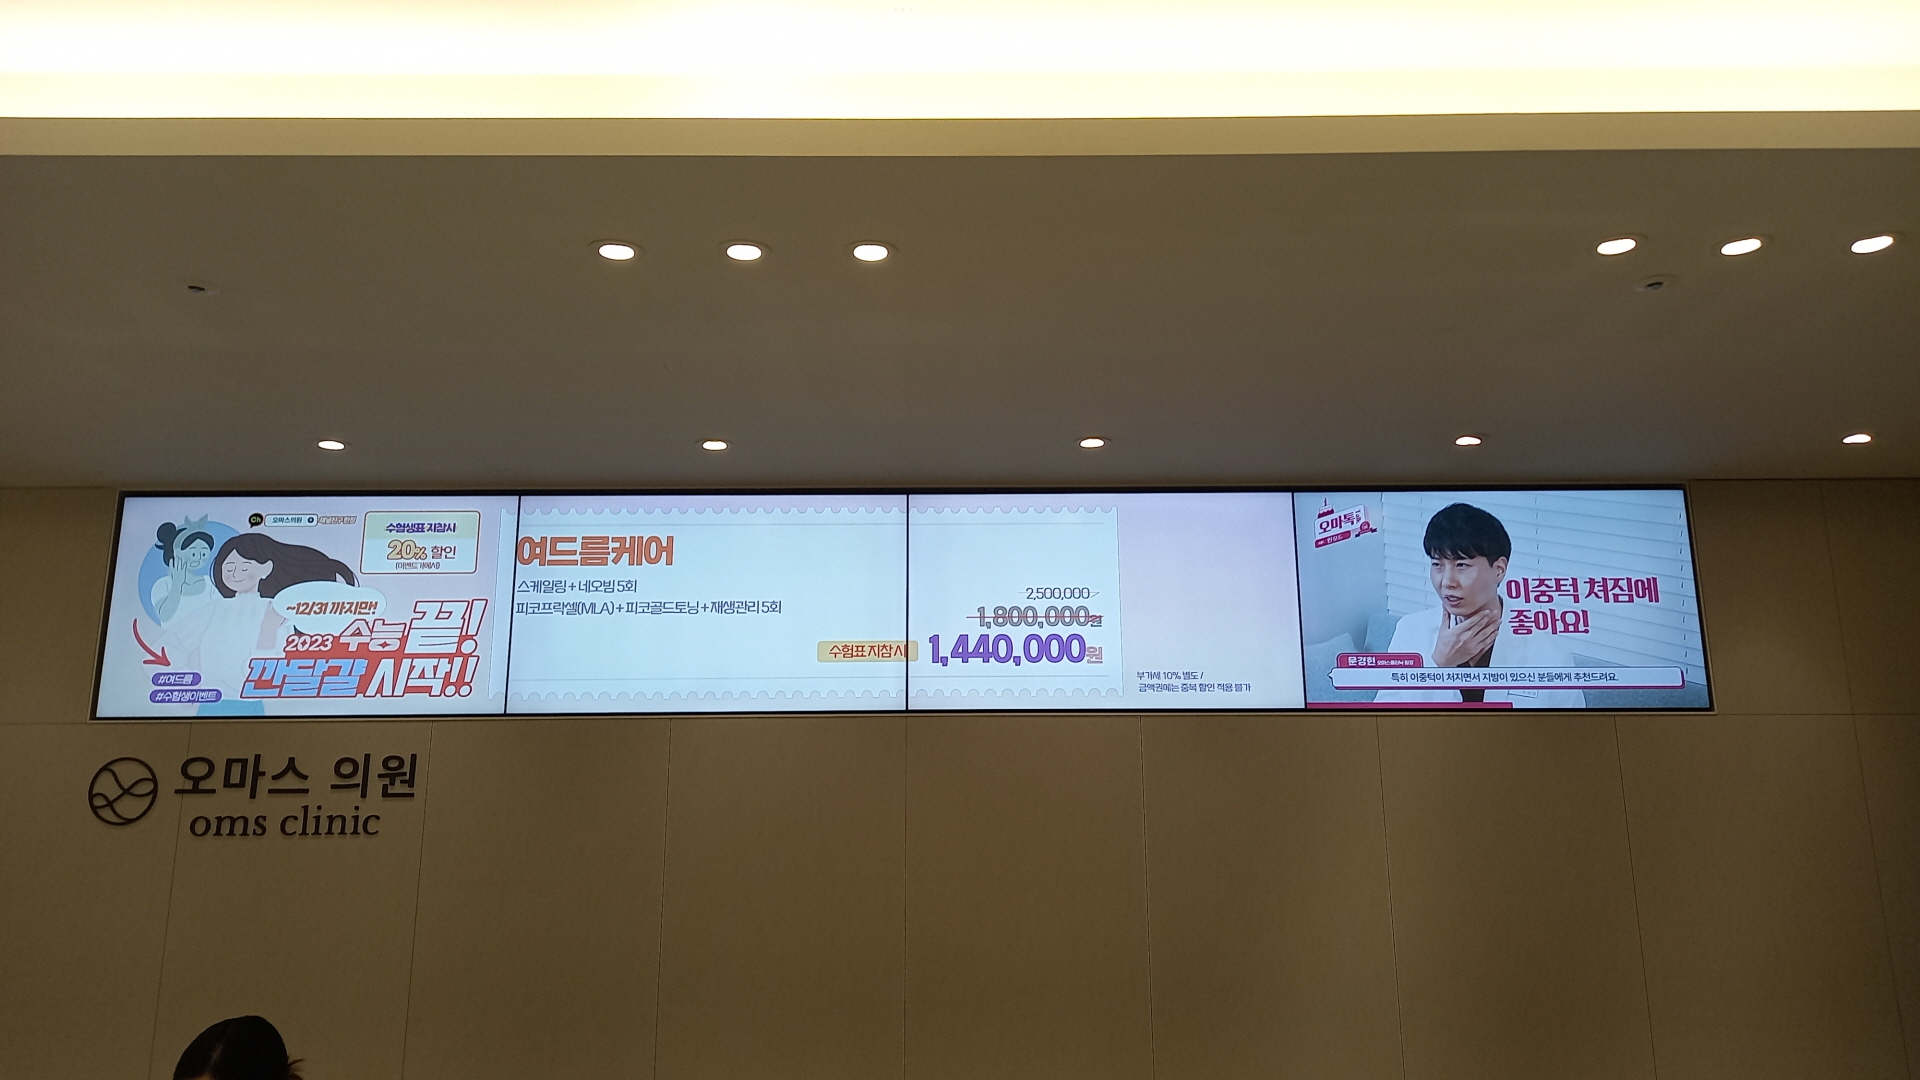 오마스의원
수험생표 지참시
20% 할인
~12/31 까지만!
2023 수능 끝!
깐달걀 시작!!
#여드름
#수험생이벤트
여드름케어
스케일링 + 네오빔 5회
피코프락셀(MLA) + 피코골드토닝 + 재생관리 5회
2,500,000
1,800,000원
수험표 지참 시 1,440,000원
부가세 10% 별도 /
금액권에는 중복 할인 적용 불가
오마톡
이중턱 쳐짐에
좋아요!
문경헌
특히 이중턱이 처지면서 지방이 있으신 분들에게 추천드려요.
오마스 의원
oms clinic